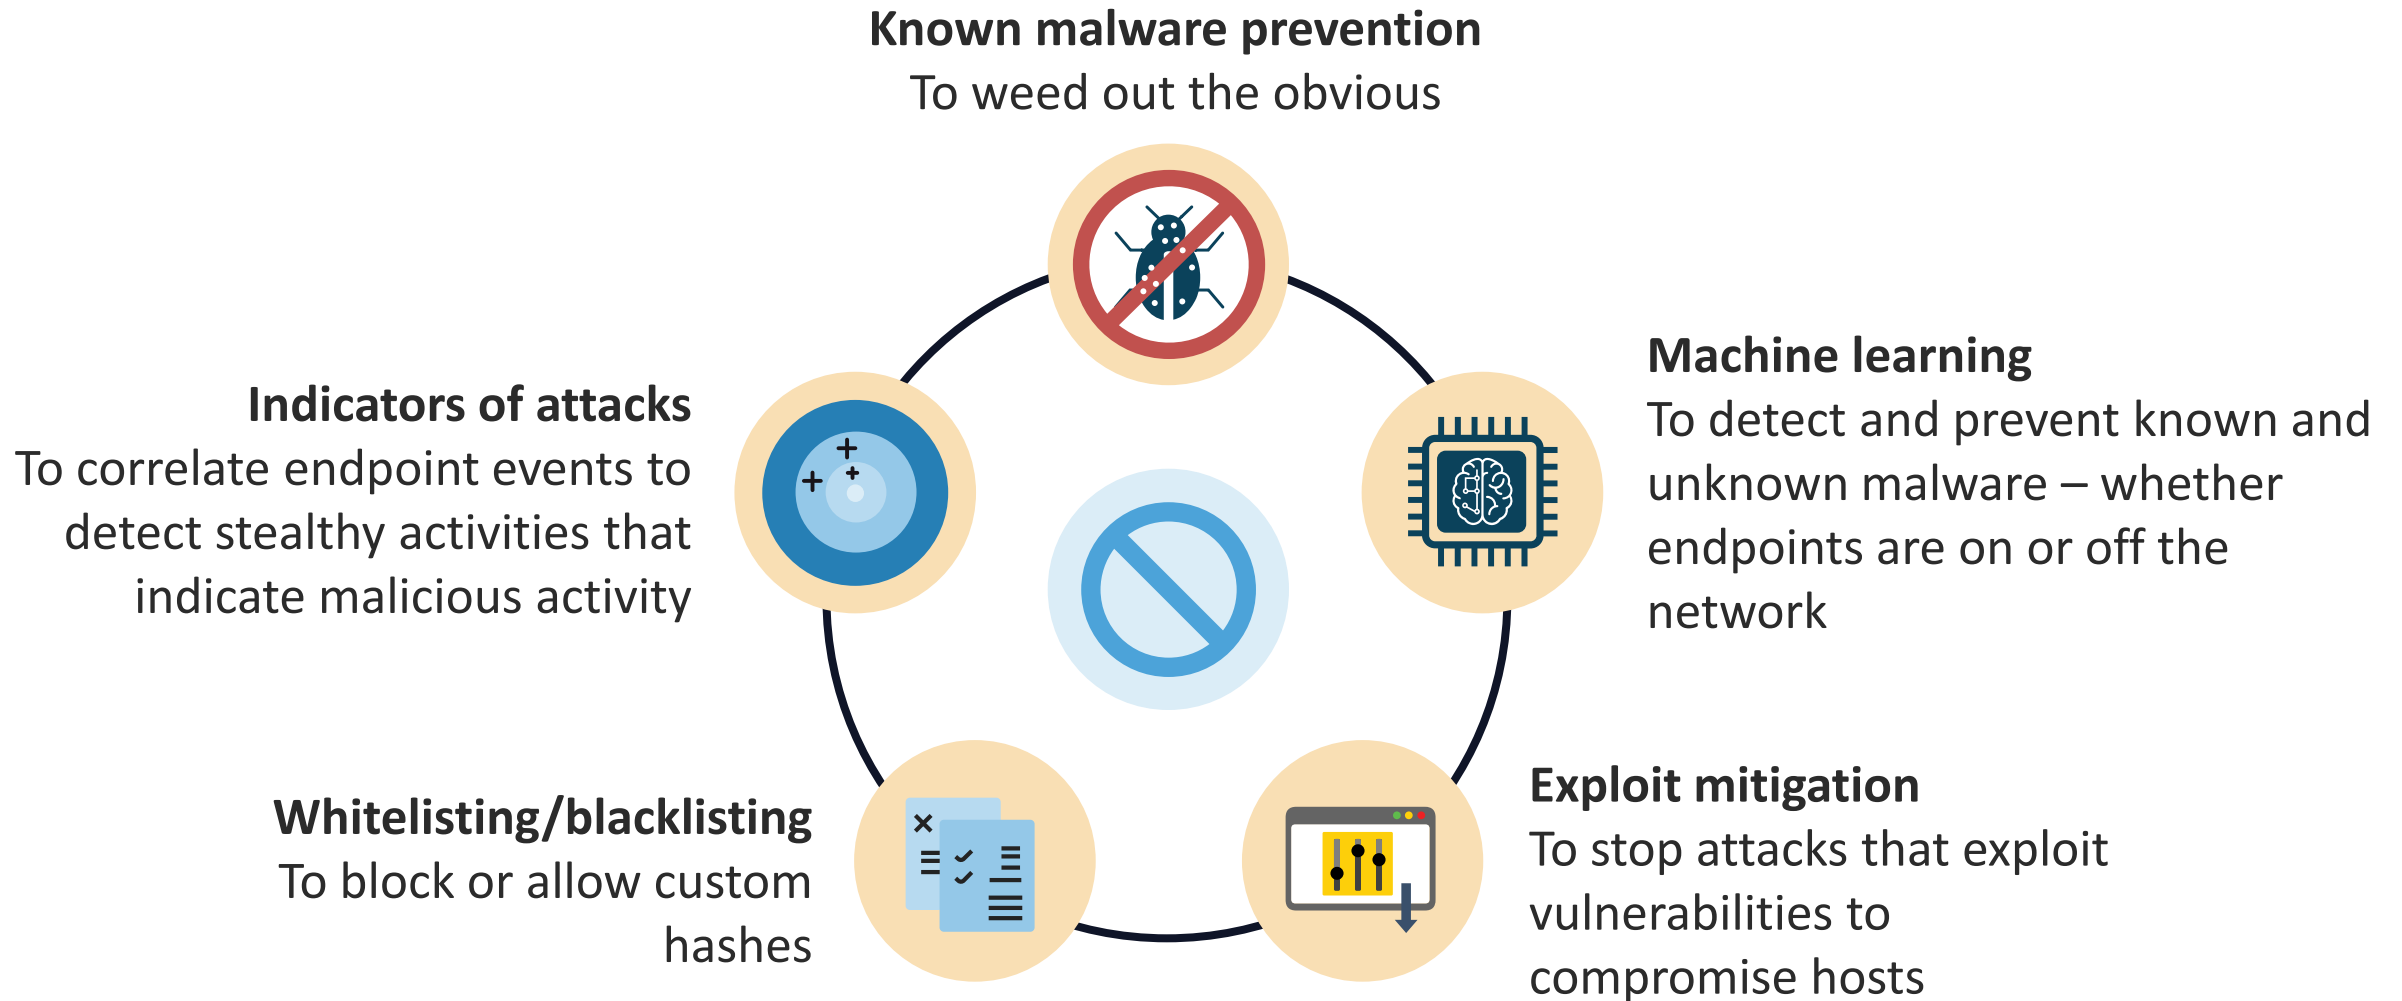 Known malware prevention
To weed out the obvious
Machine learning
To detect and prevent known and
unknown malware – whether
endpoints are on or off the
network
Indicators of attacks
To correlate endpoint events to
detect stealthy activities that
indicate malicious activity
Exploit mitigation
To stop attacks that exploit
vulnerabilities to
compromise hosts
Whitelisting/blacklisting
To block or allow custom
hashes